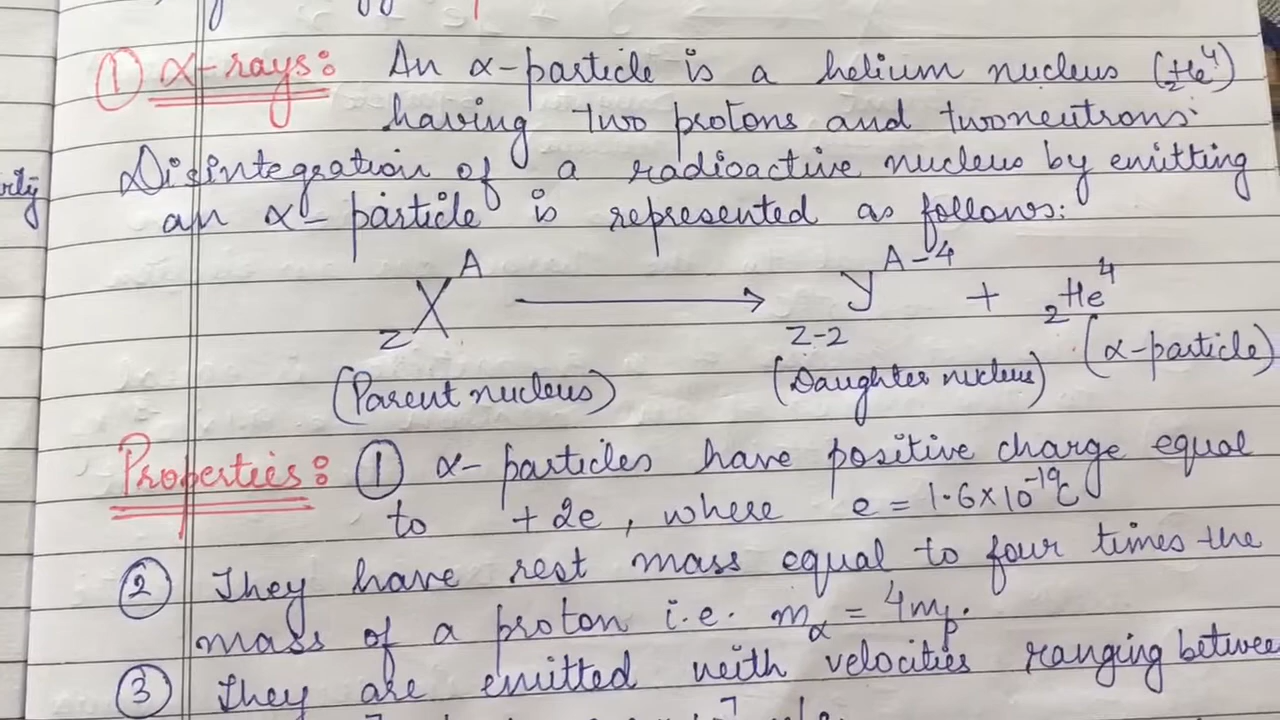 ① α-rays: An α-particle is a helium nucleus (₂He⁴)
having two protons and two neutrons.
Disintegration of a radioactive nucleus by emitting
an α-particle is represented as follows:
zX^A → z-2Y^A-4 + ₂He⁴
(Parent nucleus) (Daughter nucleus) (α-particle)
Properties: ① α-particles have positive charge equal
to +2e, where e = 1.6×10⁻¹⁹C
② They have rest mass equal to four times the
mass of a proton i.e. mα = 4mp.
③ They are emitted with velocities ranging between